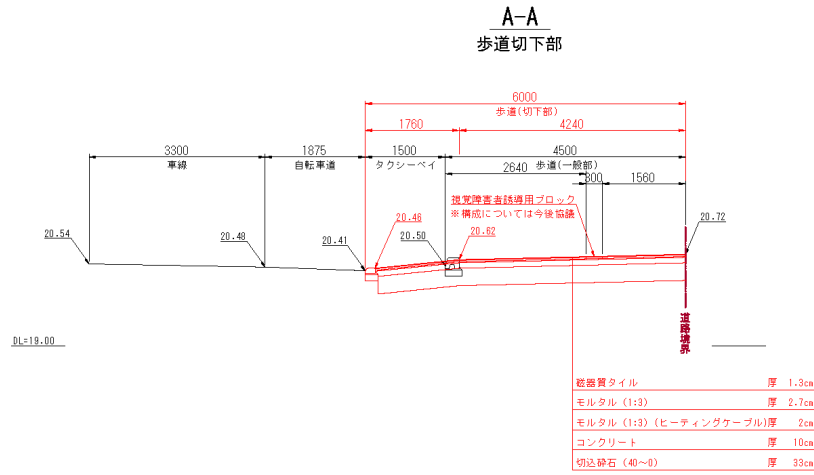 A-A
歩道切下部
6000
歩道(切下部)
1760
4240
3300
1875
1500
4500
車線
自転車道
タクシーベイ
歩道(一般部)
2640
300
1560
視覚障害者誘導用ブロック
※構成については今後協議
20.54
20.48
20.41
20.46
20.50
20.62
20.72
道路境界
DL=19.00
磁器質タイル 厚 1.3cm
モルタル(1:3) 厚 2.7cm
モルタル(1:3)(ヒーティングケーブル)厚 2cm
コンクリート 厚 10cm
切込砕石(40~0) 厚 33cm